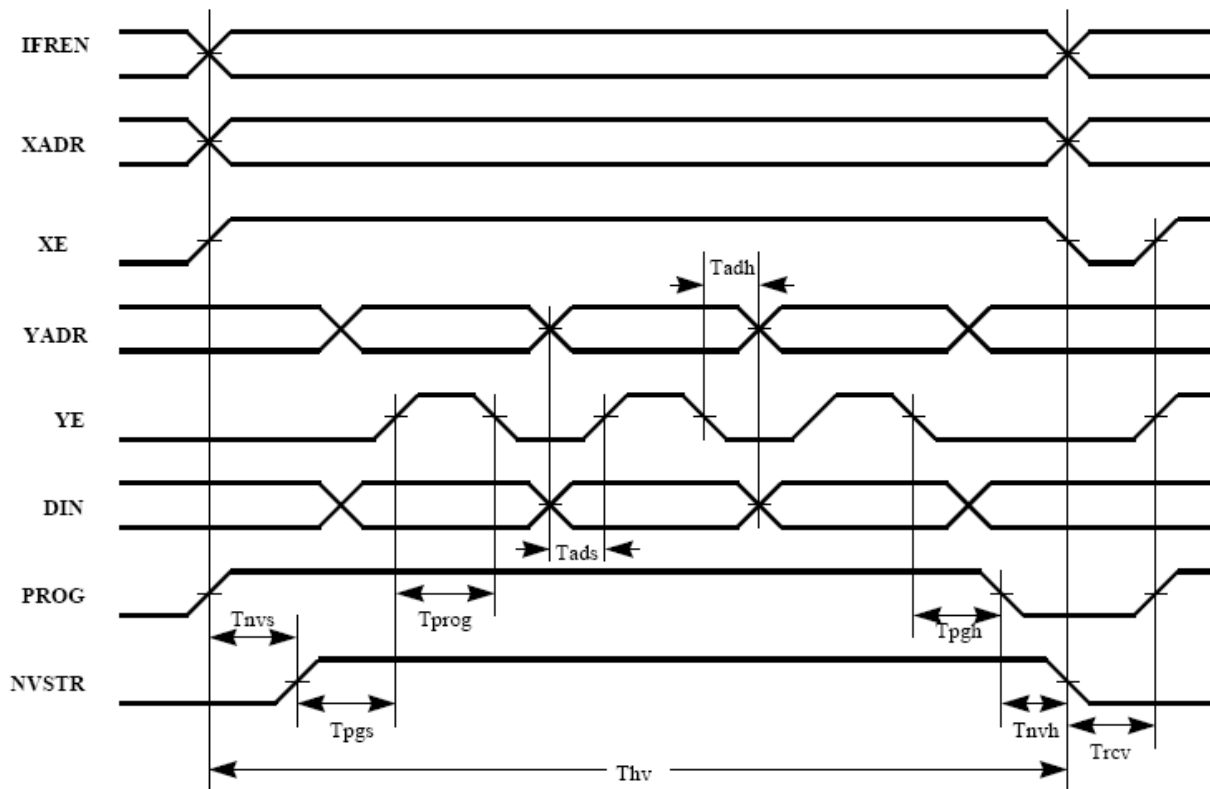 IFREN
XADR
XE
Tadh
YADR
YE
DIN
Tads
PROG
Tnvs
Tprog
Tpgh
NVSTR
Tpgs
Tnvh
Trcv
Thv